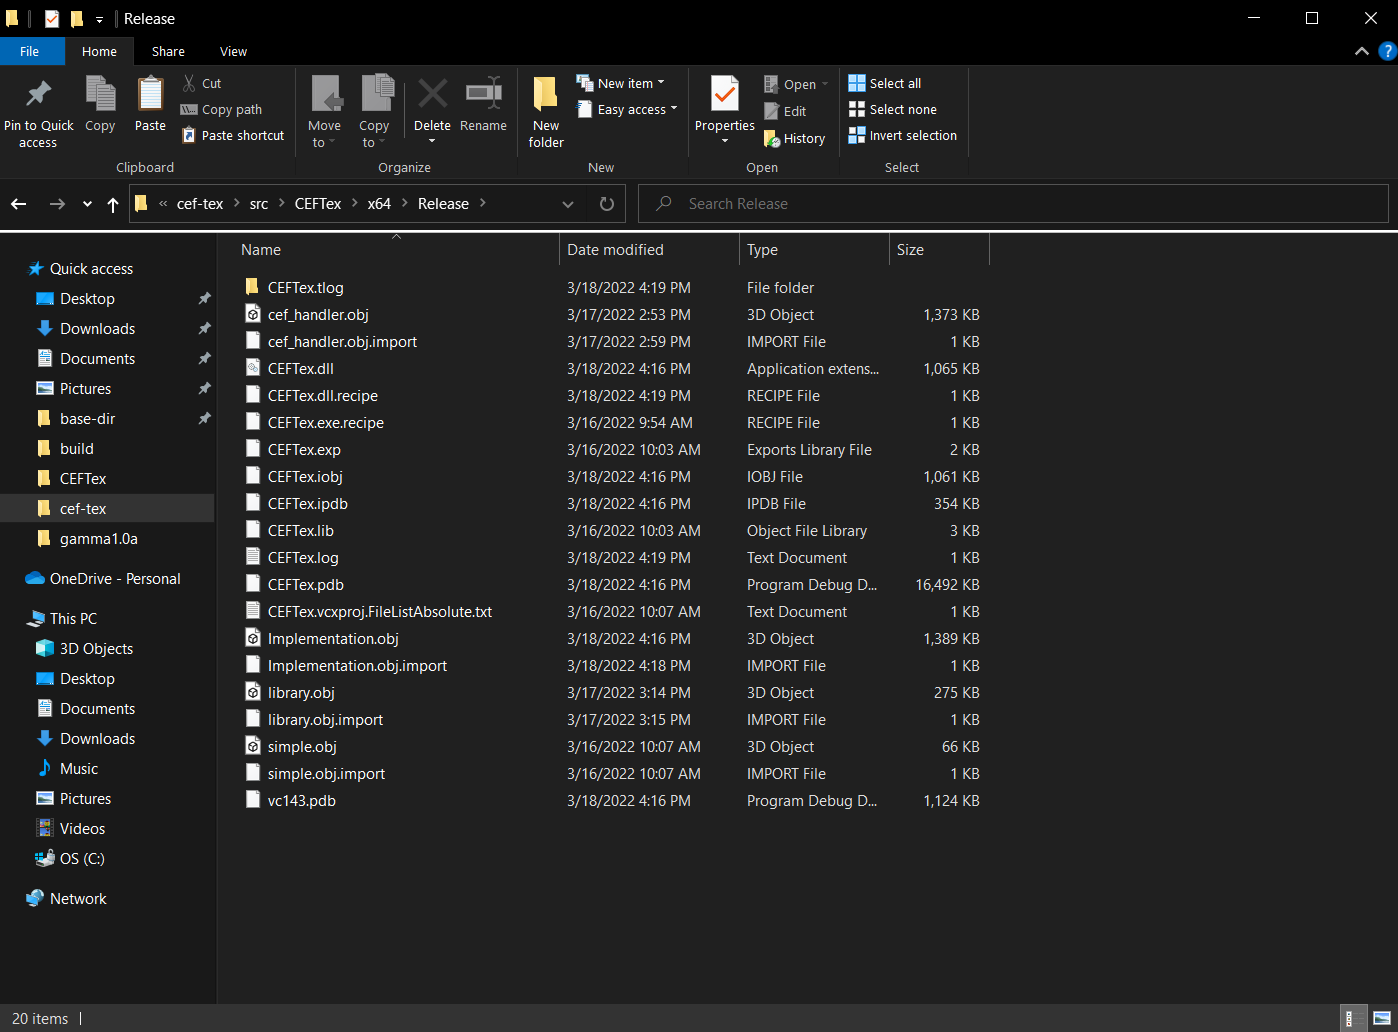 Release
File Home Share View
Pin to Quick access
Copy
Paste
Cut
Copy path
Paste shortcut
Clipboard
Move to
Copy to
Delete
Rename
Organize
New folder
New item
Easy access
New
Properties
Open
Edit
History
Open
Select all
Select none
Invert selection
Select
« cef-tex > src > CEFTex > x64 > Release >
Search Release
Quick access
Desktop
Downloads
Documents
Pictures
base-dir
build
CEFTex
cef-tex
gamma1.0a
OneDrive - Personal
This PC
3D Objects
Desktop
Documents
Downloads
Music
Pictures
Videos
OS (C:)
Network
Name Date modified Type Size
CEFTex.tlog 3/18/2022 4:19 PM File folder
cef_handler.obj 3/17/2022 2:53 PM 3D Object 1,373 KB
cef_handler.obj.import 3/17/2022 2:59 PM IMPORT File 1 KB
CEFTex.dll 3/18/2022 4:16 PM Application extens... 1,065 KB
CEFTex.dll.recipe 3/18/2022 4:19 PM RECIPE File 1 KB
CEFTex.exe.recipe 3/16/2022 9:54 AM RECIPE File 1 KB
CEFTex.exp 3/16/2022 10:03 AM Exports Library File 2 KB
CEFTex.iobj 3/18/2022 4:16 PM IOBJ File 1,061 KB
CEFTex.ipdb 3/18/2022 4:16 PM IPDB File 354 KB
CEFTex.lib 3/16/2022 10:03 AM Object File Library 3 KB
CEFTex.log 3/18/2022 4:19 PM Text Document 1 KB
CEFTex.pdb 3/18/2022 4:16 PM Program Debug D... 16,492 KB
CEFTex.vcxproj.FileListAbsolute.txt 3/16/2022 10:07 AM Text Document 1 KB
Implementation.obj 3/18/2022 4:16 PM 3D Object 1,389 KB
Implementation.obj.import 3/18/2022 4:18 PM IMPORT File 1 KB
library.obj 3/17/2022 3:14 PM 3D Object 275 KB
library.obj.import 3/17/2022 3:15 PM IMPORT File 1 KB
simple.obj 3/16/2022 10:07 AM 3D Object 66 KB
simple.obj.import 3/16/2022 10:07 AM IMPORT File 1 KB
vc143.pdb 3/18/2022 4:16 PM Program Debug D... 1,124 KB
20 items